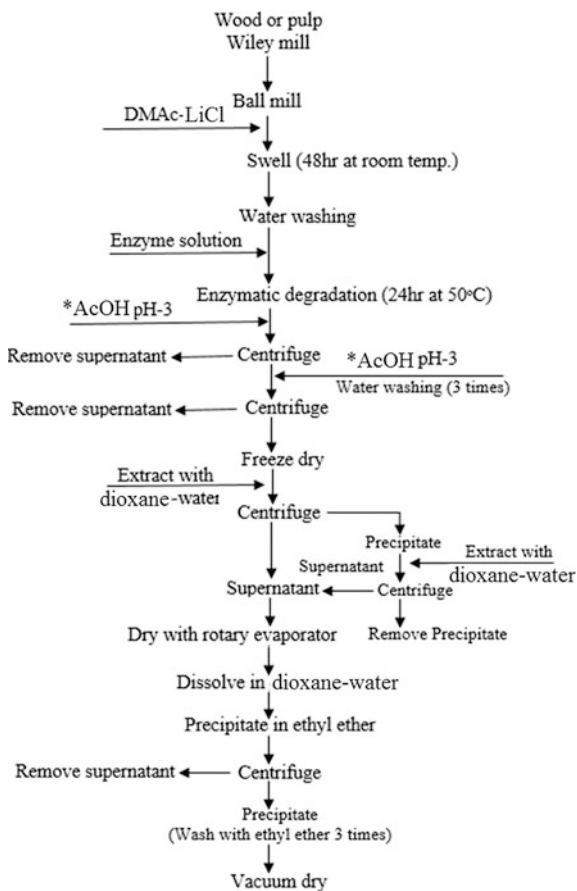 Wood or pulp
Wiley mill
Ball mill
DMAc-LiCl
Swell (48hr at room temp.)
Water washing
Enzyme solution
Enzymatic degradation (24hr at 50°C)
*AcOH pH-3
Remove supernatant
Centrifuge
*AcOH pH-3
Water washing (3 times)
Remove supernatant
Centrifuge
Freeze dry
Extract with
dioxane-water
Centrifuge
Precipitate
Extract with
dioxane-water
Supernatant
Supernatant
Centrifuge
Dry with rotary evaporator
Remove Precipitate
Dissolve in dioxane-water
Precipitate in ethyl ether
Remove supernatant
Centrifuge
Precipitate
(Wash with ethyl ether 3 times)
Vacuum dry